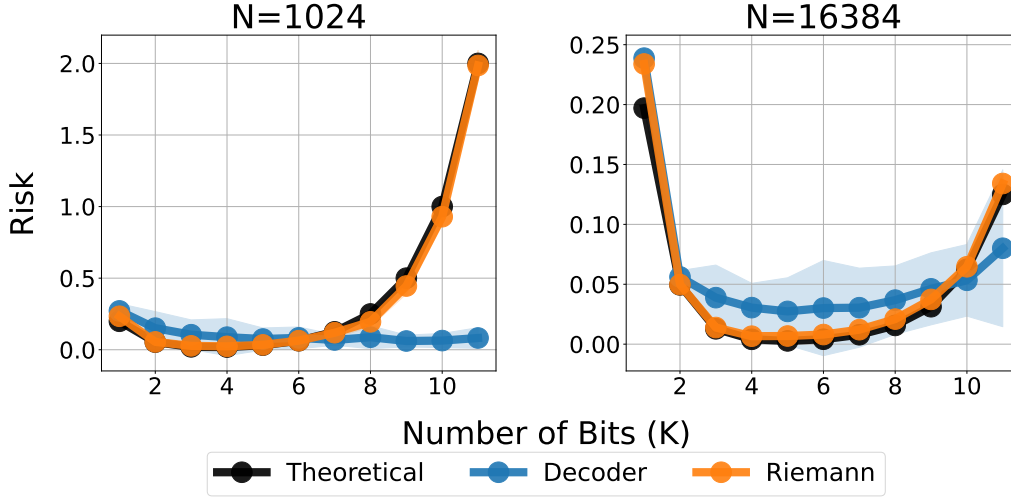 N=1024
N=16384
Risk
2.0
1.5
1.0
0.5
0.0
2 4 6 8 10
0.25
0.20
0.15
0.10
0.05
0.00
2 4 6 8 10
Number of Bits (K)
Theoretical Decoder Riemann